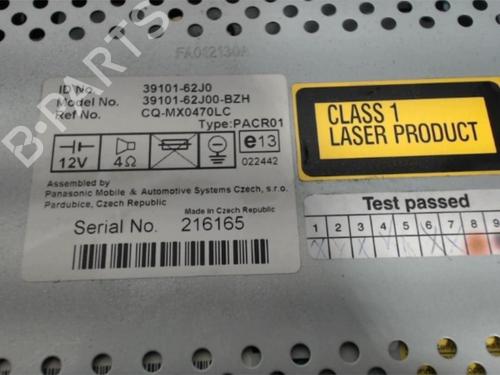 B-PARTS
FA012130A
ID No. 39101-62J0
Model No. 39101-62J00-BZH
Ref No. CQ-MX0470LC
Type:PACR01
12V 4Ω e13
022442
Assembled by
Panasonic Mobile & Automotive Systems Czech, s.r.o.
Pardubice, Czech Republic
Made in Czech Republic
Serial No. 216165
CLASS 1
LASER PRODUCT
Test passed
1 2 3 4 5 6 7 8 9